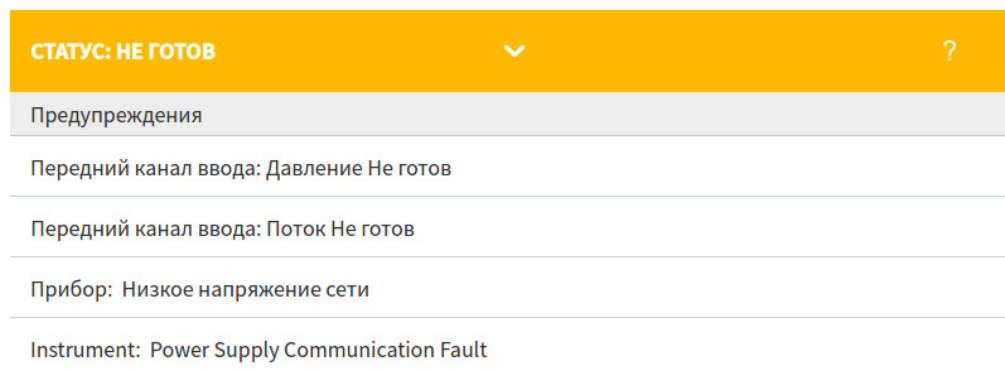 СТАТУС: НЕ ГОТОВ ?
Предупреждения
Передний канал ввода: Давление Не готов
Передний канал ввода: Поток Не готов
Прибор: Низкое напряжение сети
Instrument: Power Supply Communication Fault